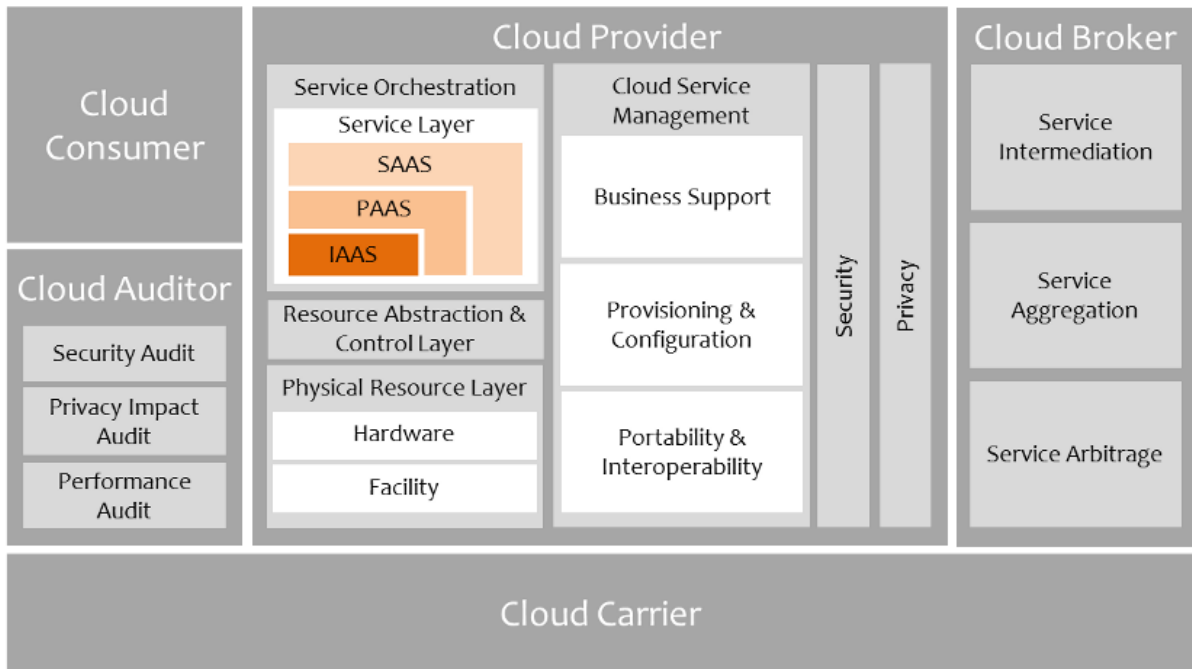 Cloud
Consumer
Cloud Auditor
Security Audit
Privacy Impact
Audit
Performance
Audit
Cloud Provider
Service Orchestration
Service Layer
SAAS
PAAS
IAAS
Resource Abstraction &
Control Layer
Physical Resource Layer
Hardware
Facility
Cloud Service
Management
Business Support
Provisioning &
Configuration
Portability &
Interoperability
Security
Privacy
Cloud Broker
Service
Intermediation
Service
Aggregation
Service Arbitrage
Cloud Carrier